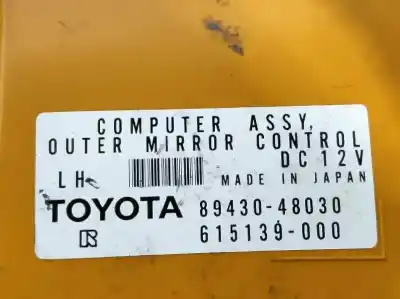 COMPUTER ASSY,
OUTER MIRROR CONTROL
DC12V
LH MADE IN JAPAN
TOYOTA 89430-48030
R 615139-000